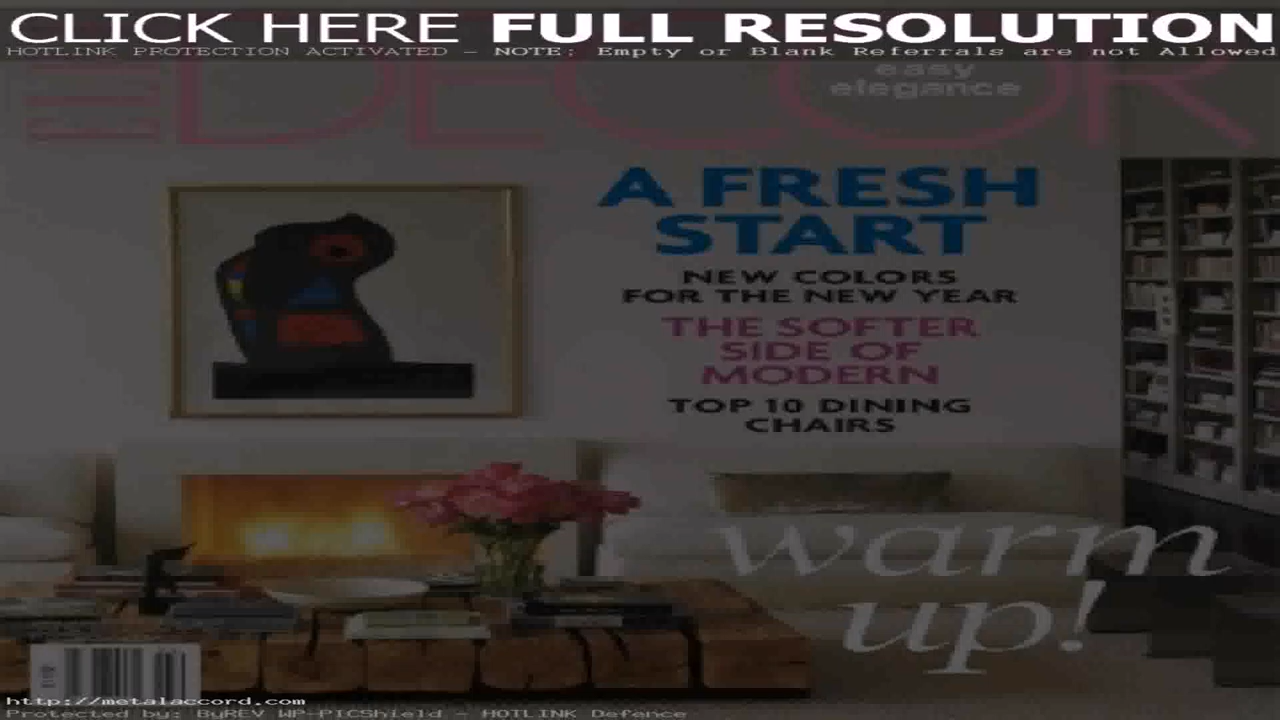 CLICK HERE FULL RESOLUTION
HOTLINK PROTECTION ACTIVATED - NOTE: Empty or Blank Referrals are not Allowed
ELLE DECOR
easy
elegance
A FRESH
START
NEW COLORS
FOR THE NEW YEAR
THE SOFTER
SIDE OF
MODERN
TOP 10 DINING
CHAIRS
warm
up!
http://metalaccord.com
Protected by: ByREV WP-PICShield - HOTLINK Defence